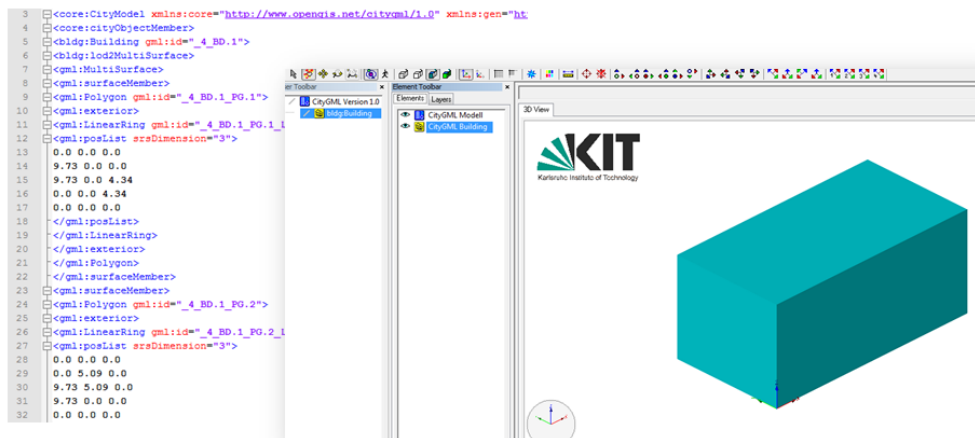 3 <core:CityModel xmlns:core="http://www.opengis.net/citygml/1.0" xmlns:gen="ht
4 <core:cityObjectMember>
5 <bldg:Building gml:id="_4_BD.1">
6 <bldg:lod2MultiSurface>
7 <gml:MultiSurface>
8 <gml:surfaceMember>
9 <gml:Polygon gml:id="_4_BD.1_PG.1">
10 <gml:exterior>
11 <gml:LinearRing gml:id="_4_BD.1_PG.1_L
12 <gml:posList srsDimension="3">
13 0.0 0.0 0.0
14 9.73 0.0 0.0
15 9.73 0.0 4.34
16 0.0 0.0 4.34
17 0.0 0.0 0.0
18 </gml:posList>
19 </gml:LinearRing>
20 </gml:exterior>
21 </gml:Polygon>
22 </gml:surfaceMember>
23 <gml:surfaceMember>
24 <gml:Polygon gml:id="_4_BD.1_PG.2">
25 <gml:exterior>
26 <gml:LinearRing gml:id="_4_BD.1_PG.2_L
27 <gml:posList srsDimension="3">
28 0.0 0.0 0.0
29 0.0 5.09 0.0
30 9.73 5.09 0.0
31 9.73 0.0 0.0
32 0.0 0.0 0.0
er Toolbar
CityGML Version 1.0
bldg:Building
Element Toolbar
Elements Layers
CityGML Modell
CityGML Building
3D View
KIT
Karlsruhe Institute of Technology